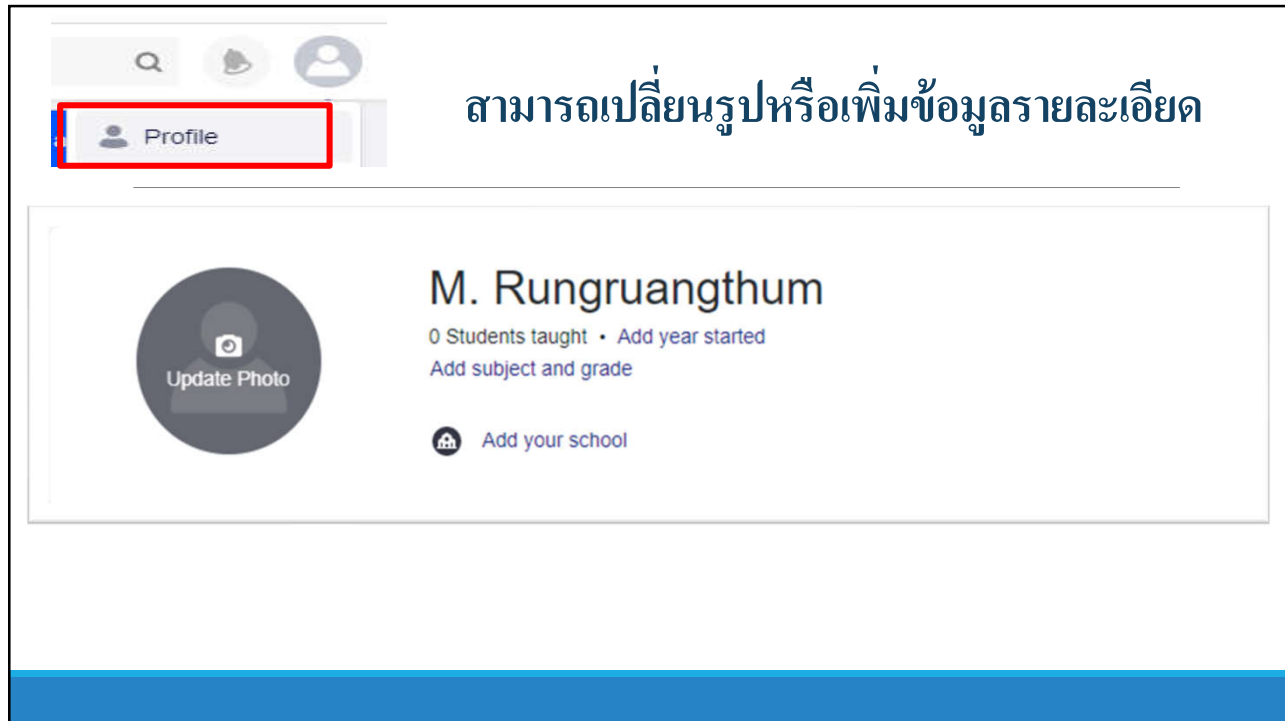 Profile
สามารถเปลี่ยนรูปหรือเพิ่มข้อมูลรายละเอียด
Update Photo
M. Rungruangthum
0 Students taught • Add year started
Add subject and grade
Add your school